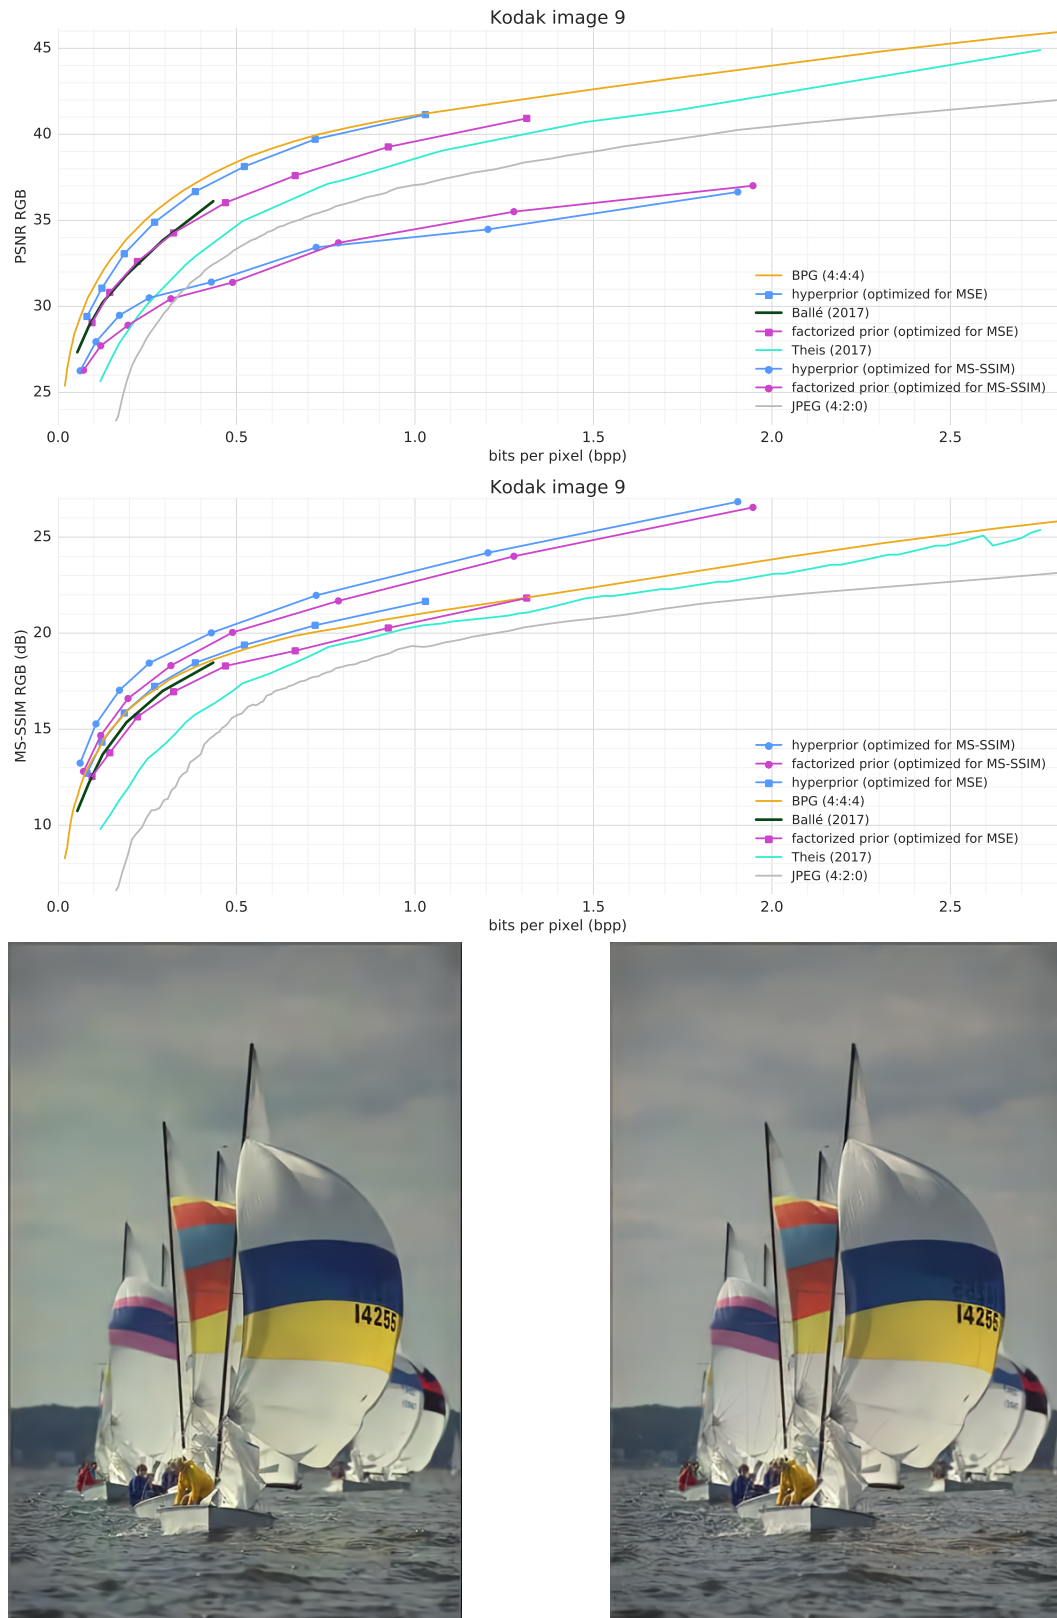 Kodak image 9
45
40
35
30
25
PSNR RGB
BPG (4:4:4)
hyperprior (optimized for MSE)
Ballé (2017)
factorized prior (optimized for MSE)
Theis (2017)
hyperprior (optimized for MS-SSIM)
factorized prior (optimized for MS-SSIM)
JPEG (4:2:0)
0.0 0.5 1.0 1.5 2.0 2.5
bits per pixel (bpp)
Kodak image 9
25
20
15
10
MS-SSIM RGB (dB)
hyperprior (optimized for MS-SSIM)
factorized prior (optimized for MS-SSIM)
hyperprior (optimized for MSE)
BPG (4:4:4)
Ballé (2017)
factorized prior (optimized for MSE)
Theis (2017)
JPEG (4:2:0)
0.0 0.5 1.0 1.5 2.0 2.5
bits per pixel (bpp)
14255
14255